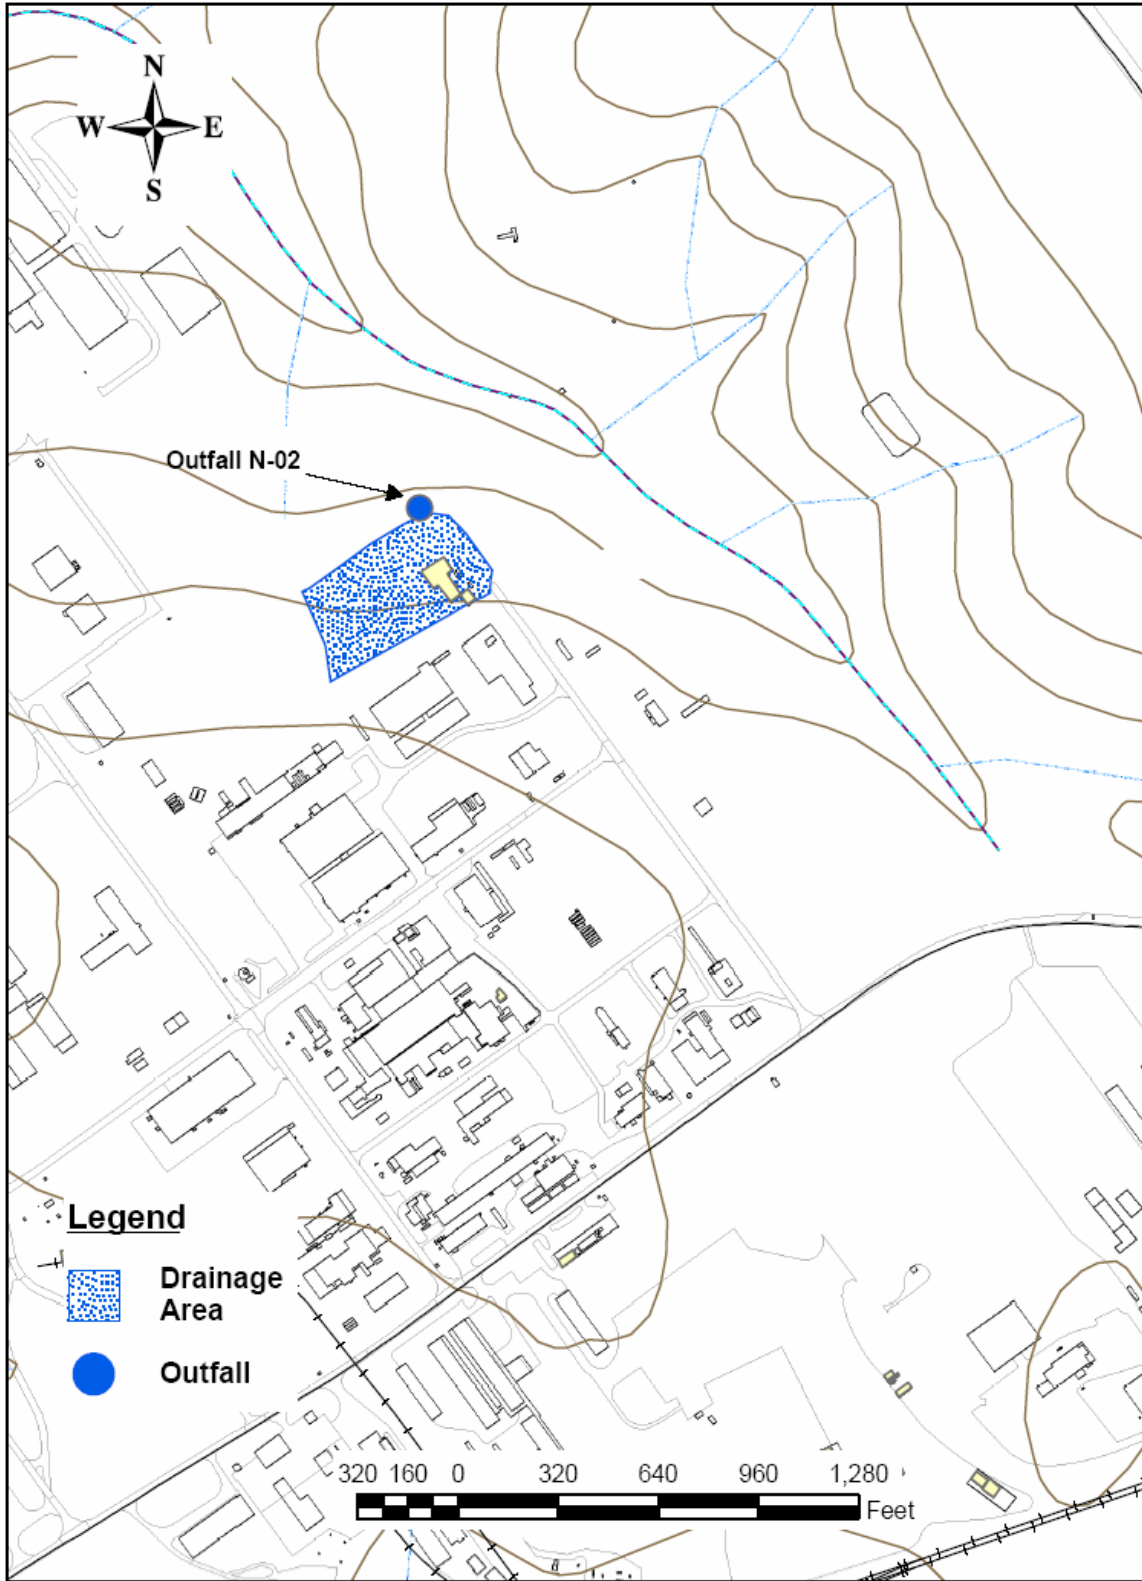 N
W E
S
Outfall N-02
Legend
Drainage
Area
Outfall
320 160 0 320 640 960 1,280
Feet